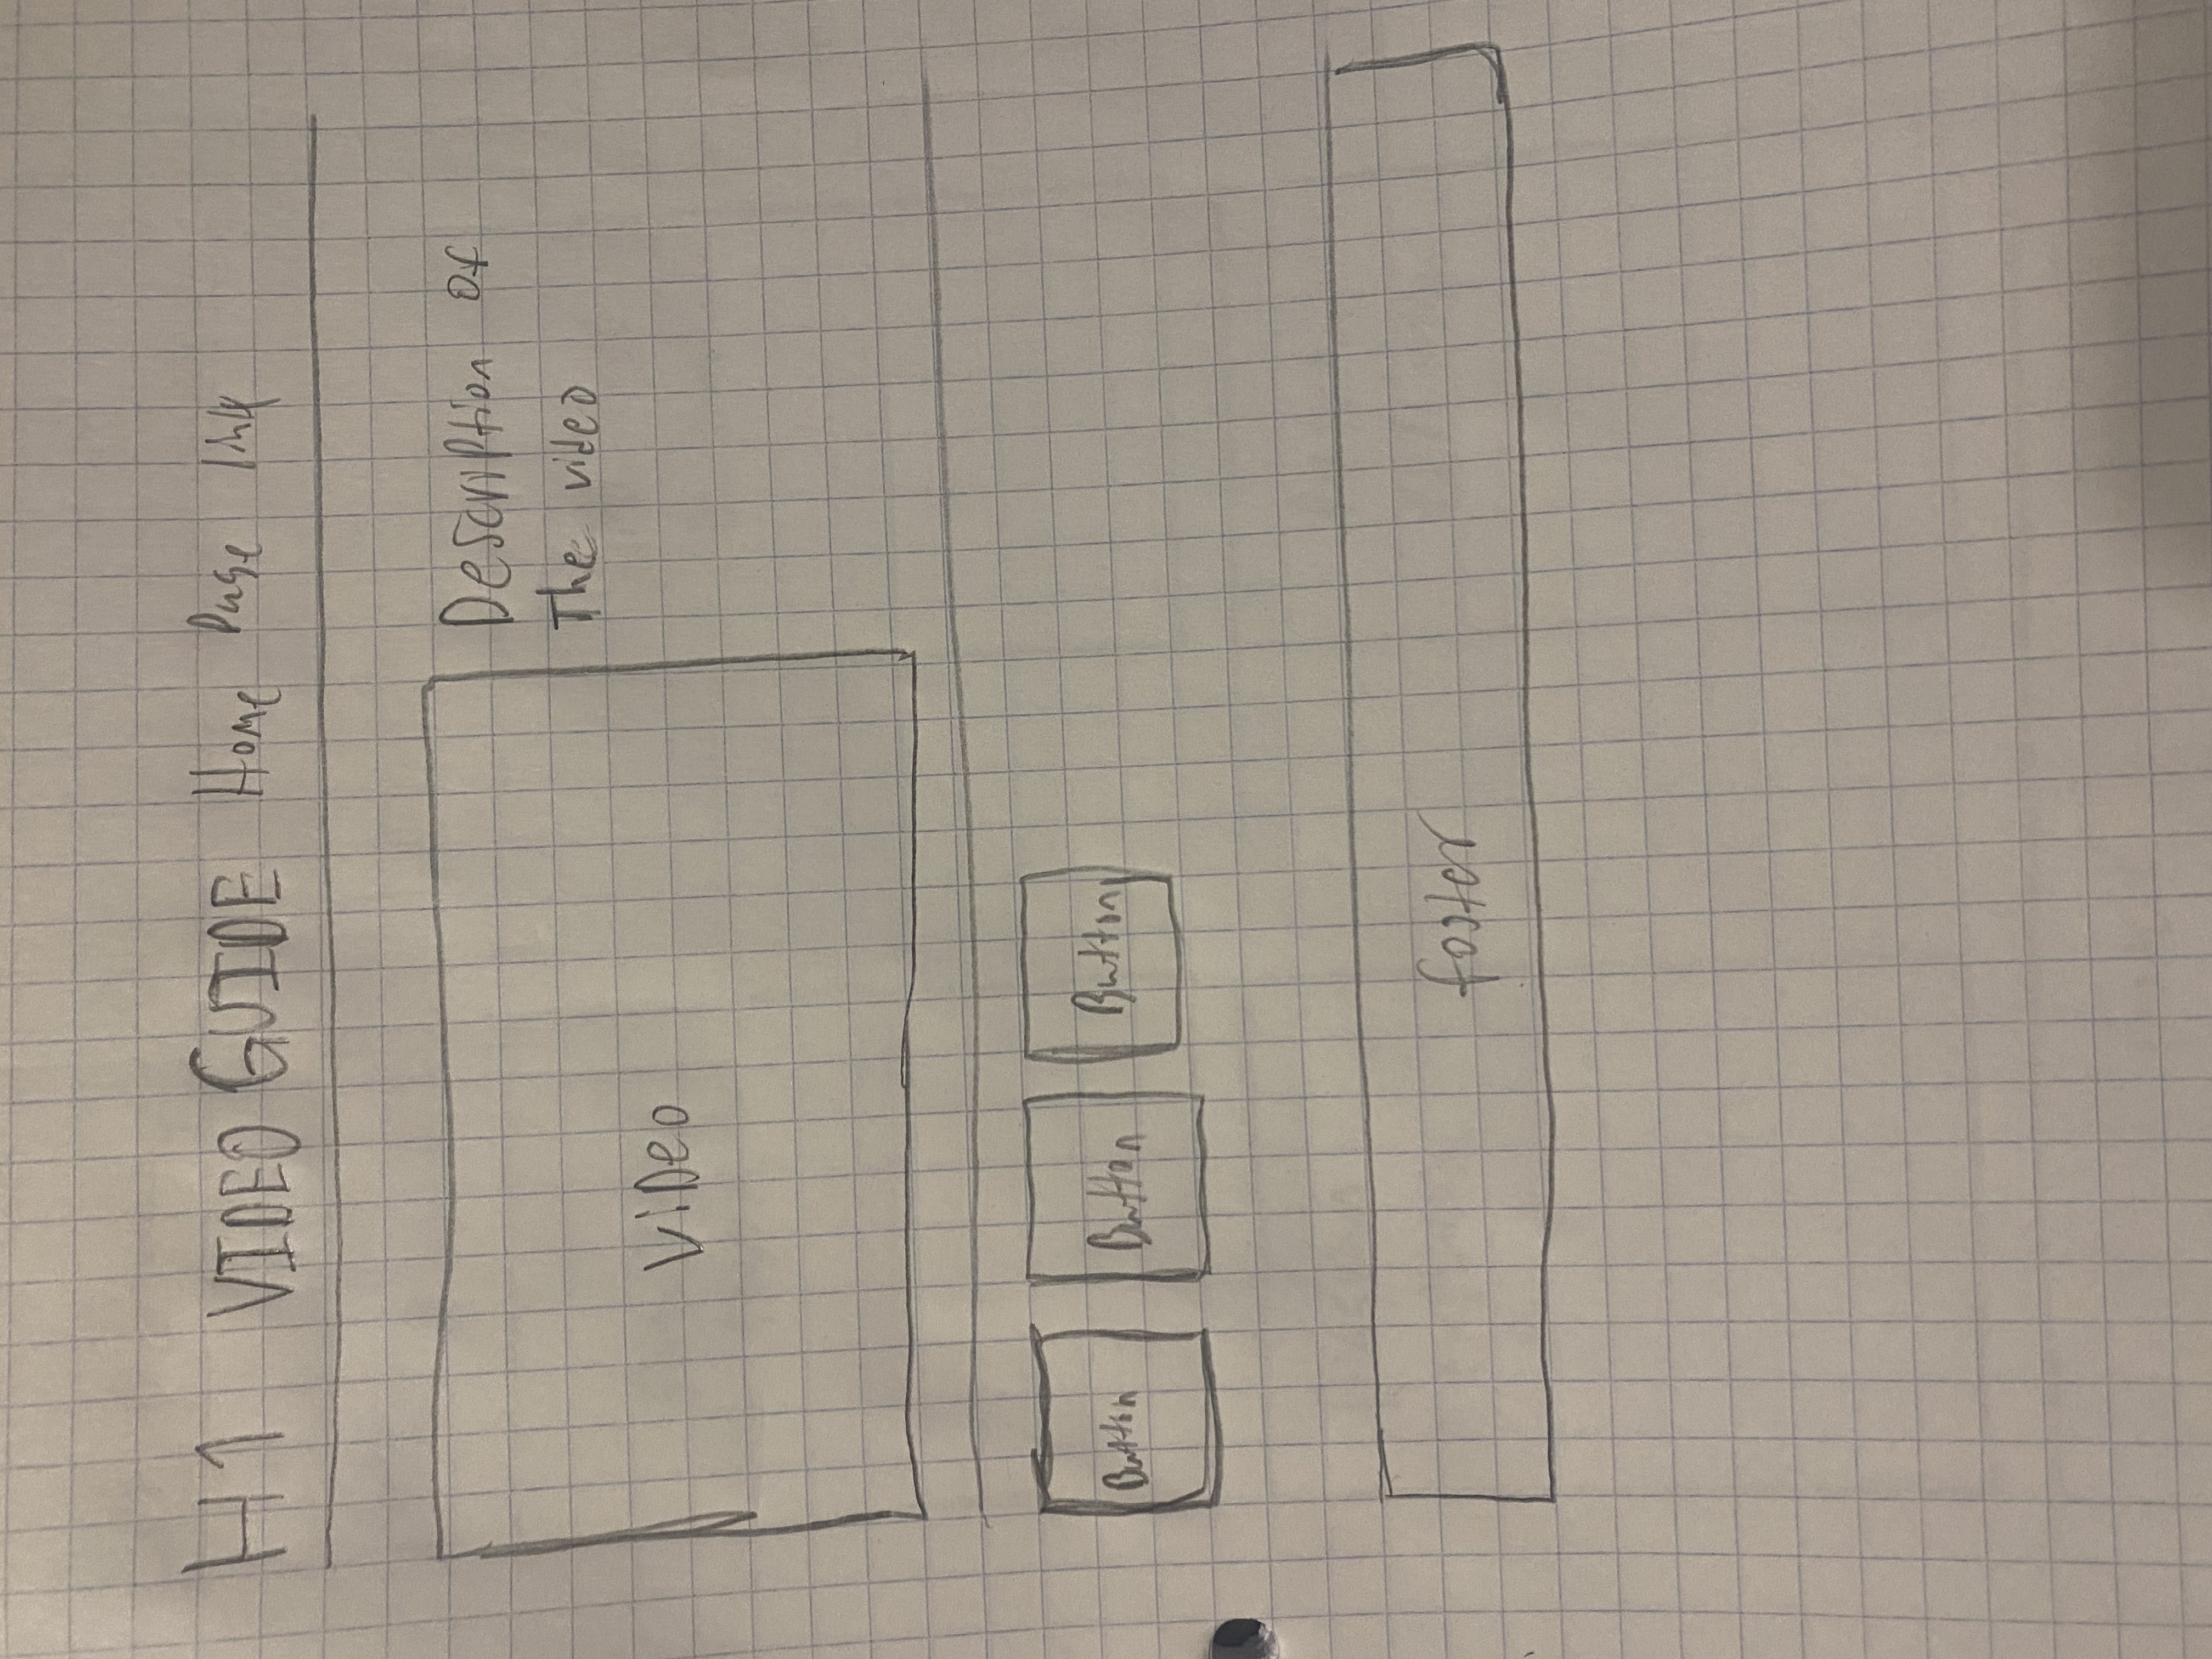 H1 VIDEO GUIDE Home Page link
Description of
The video
Video
Button Button Button
footer